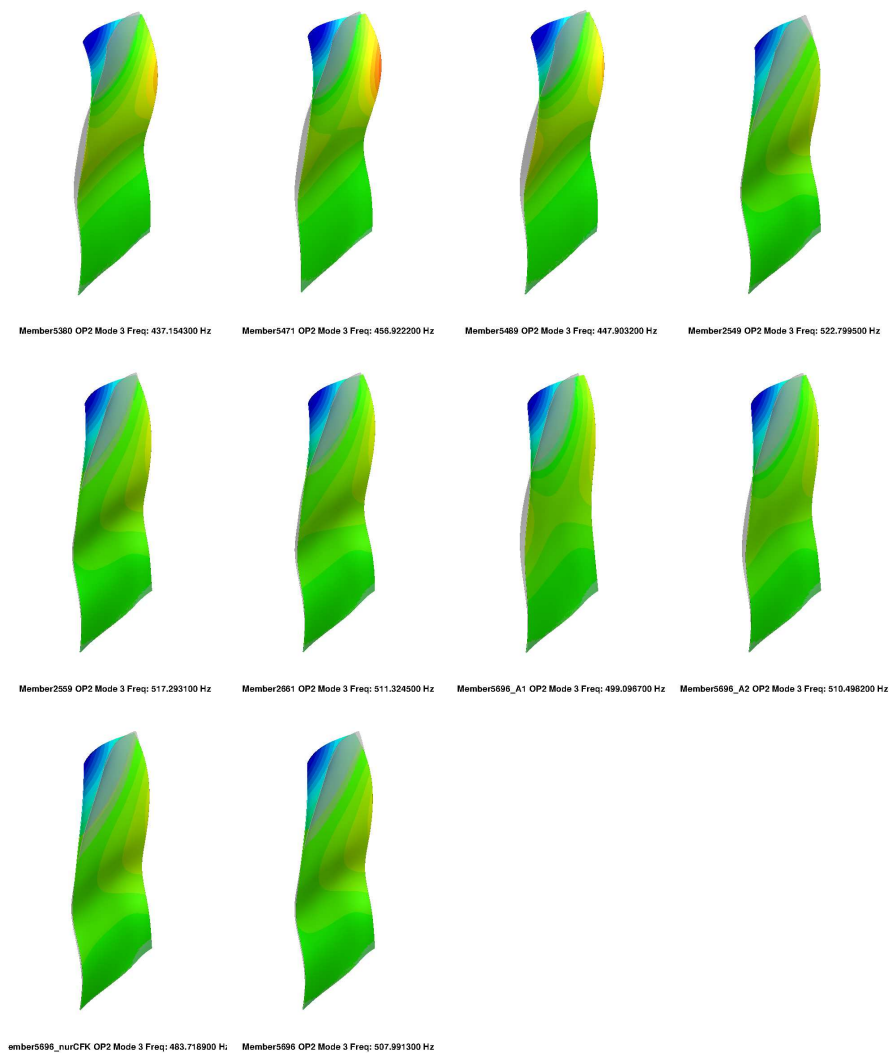 Member5380 OP2 Mode 3 Freq: 437.154300 Hz
Member5471 OP2 Mode 3 Freq: 456.922200 Hz
Member5489 OP2 Mode 3 Freq: 447.903200 Hz
Member2549 OP2 Mode 3 Freq: 522.799500 Hz
Member2559 OP2 Mode 3 Freq: 517.293100 Hz
Member2661 OP2 Mode 3 Freq: 511.324500 Hz
Member5696_A1 OP2 Mode 3 Freq: 499.096700 Hz
Member5696_A2 OP2 Mode 3 Freq: 510.498200 Hz
ember5696_nurCFK OP2 Mode 3 Freq: 483.718900 Hz
Member5696 OP2 Mode 3 Freq: 507.991300 Hz